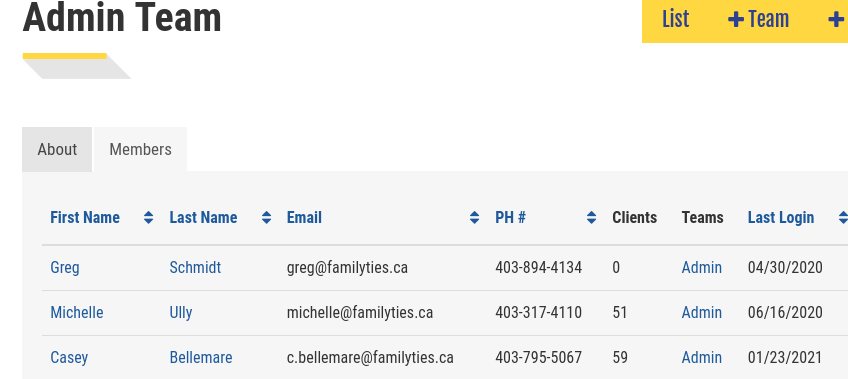 Admin Team
List + Team +
About Members
First Name Last Name Email PH # Clients Teams Last Login
Greg Schmidt greg@familyties.ca 403-894-4134 0 Admin 04/30/2020
Michelle Ully michelle@familyties.ca 403-317-4110 51 Admin 06/16/2020
Casey Bellemare c.bellemare@familyties.ca 403-795-5067 59 Admin 01/23/2021